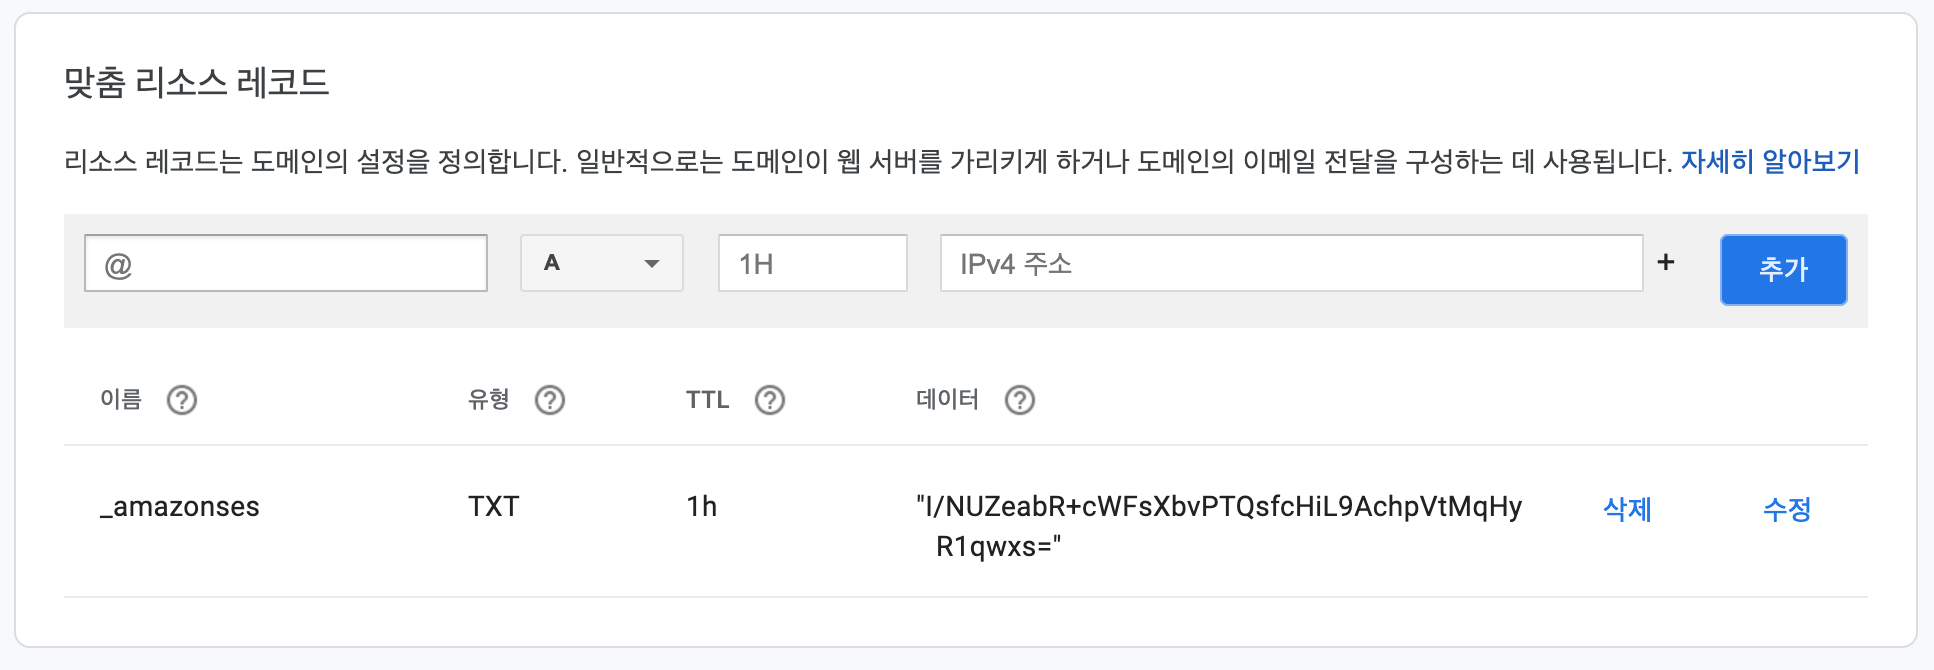 맞춤 리소스 레코드
리소스 레코드는 도메인의 설정을 정의합니다. 일반적으로는 도메인이 웹 서버를 가리키게 하거나 도메인의 이메일 전달을 구성하는 데 사용됩니다. 자세히 알아보기
@ A 1H IPv4 주소 + 추가
이름 ? 유형 ? TTL ? 데이터 ?
_amazonses TXT 1h "I/NUZeabR+cWFsXbvPTQsfcHiL9AchpVtMqHy 삭제 수정
R1qwxs="